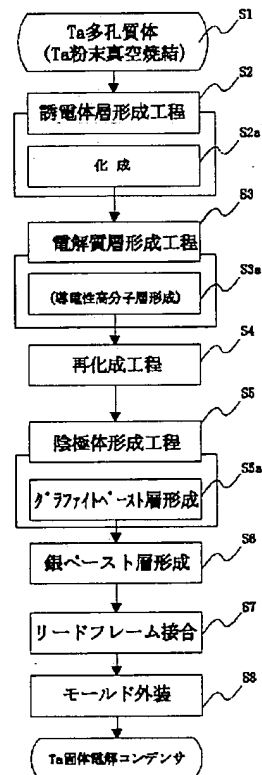 Ta多孔質体
(Ta粉末真空焼結)
S1
誘電体層形成工程
S2
化成
S2a
電解質層形成工程
S3
(導電性高分子層形成)
S3a
再化成工程
S4
陰極体形成工程
S5
グラファイトペースト層形成
S5a
銀ペースト層形成
S6
リードフレーム接合
S7
モールド外装
S8
Ta固体電解コンデンサ